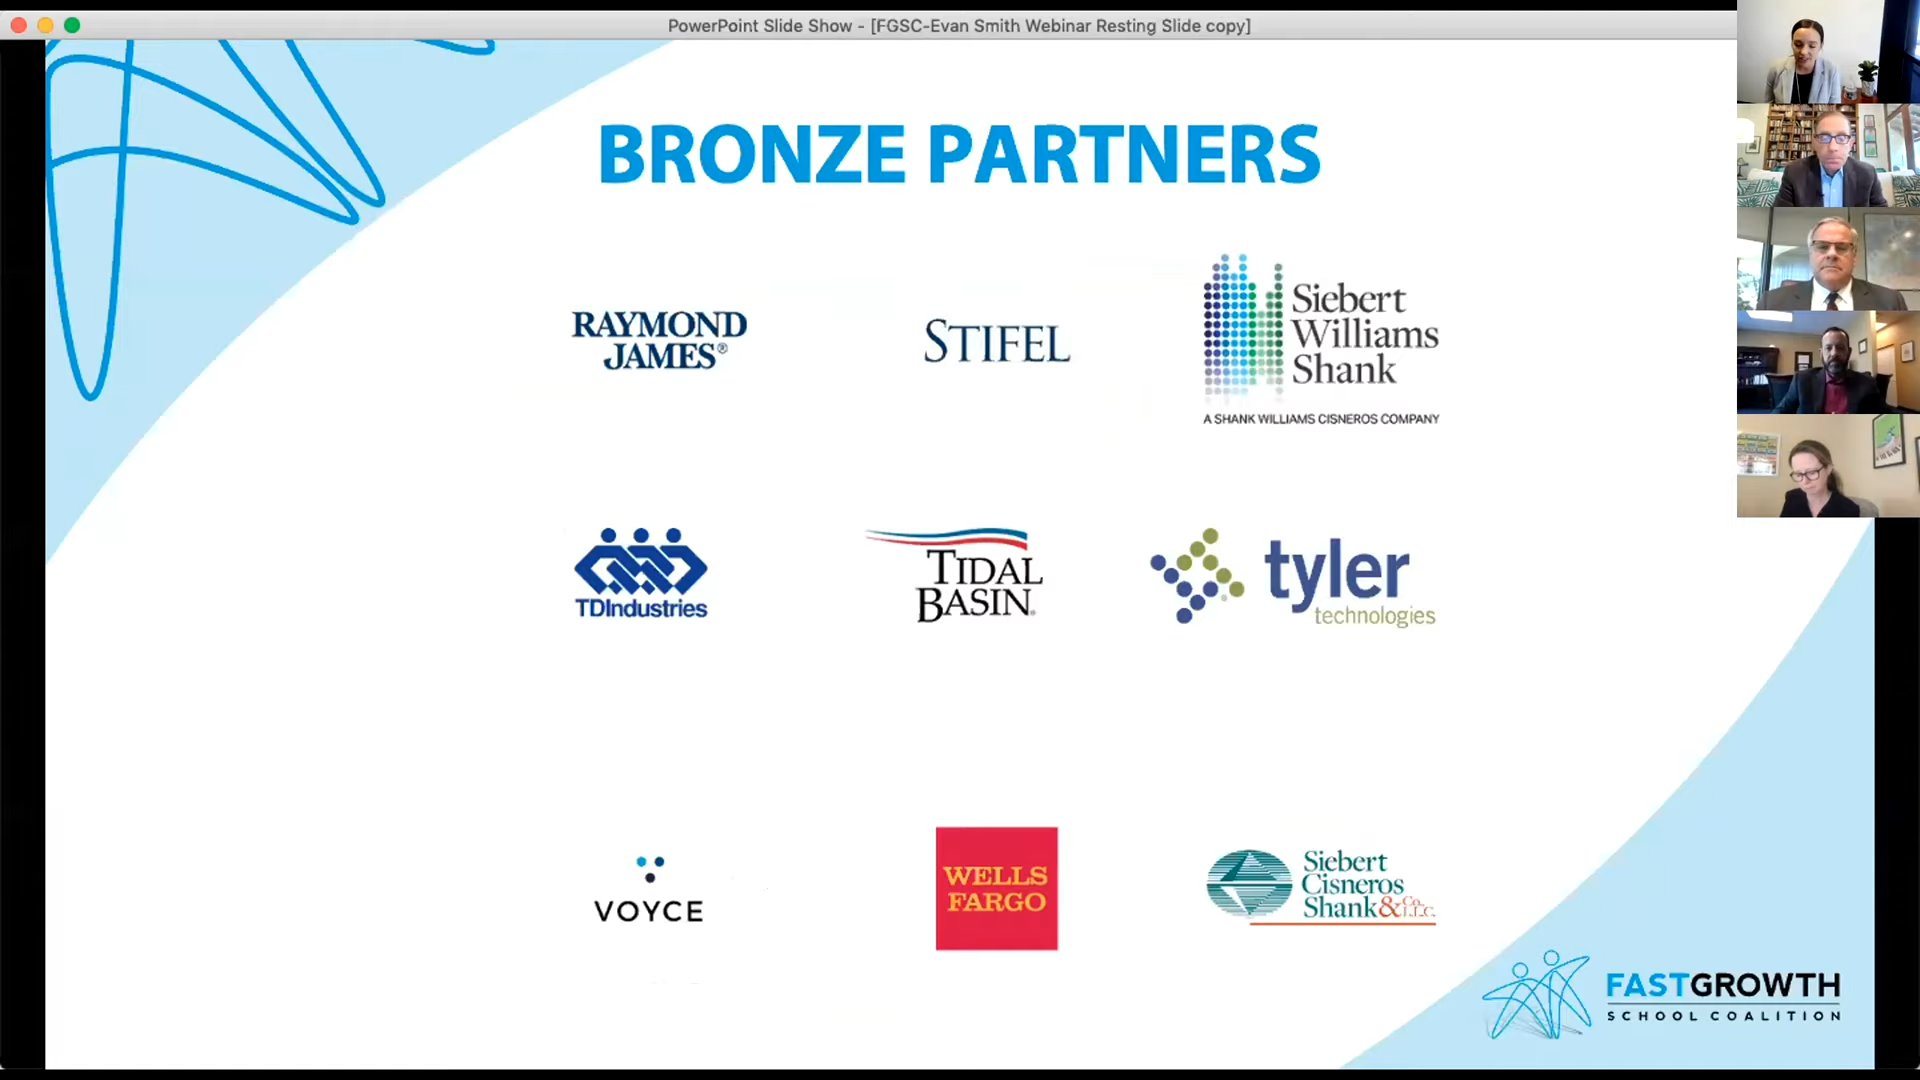 PowerPoint Slide Show - [FGSC-Evan Smith Webinar Resting Slide copy]
BRONZE PARTNERS
RAYMOND
JAMES®
STIFEL
Siebert
Williams
Shank
A SHANK WILLIAMS CISNEROS COMPANY
TDIndustries
TIDAL
BASIN®
tyler
technologies
VOYCE
WELLS
FARGO
Siebert
Cisneros
Shank & Co. L.L.C.
FASTGROWTH
SCHOOL COALITION